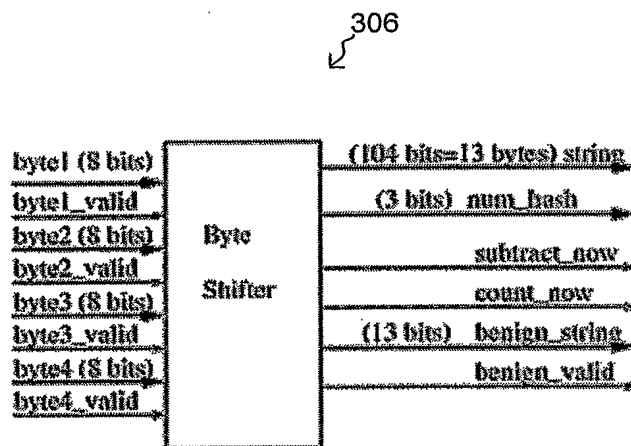 306
byte1 (8 bits)
byte1_valid
byte2 (8 bits)
byte2_valid
byte3 (8 bits)
byte3_valid
byte4 (8 bits)
byte4_valid
Byte
Shifter
(104 bits=13 bytes) string
(3 bits) num_hash
subtract_now
count_now
(13 bits) benign_string
benign_valid